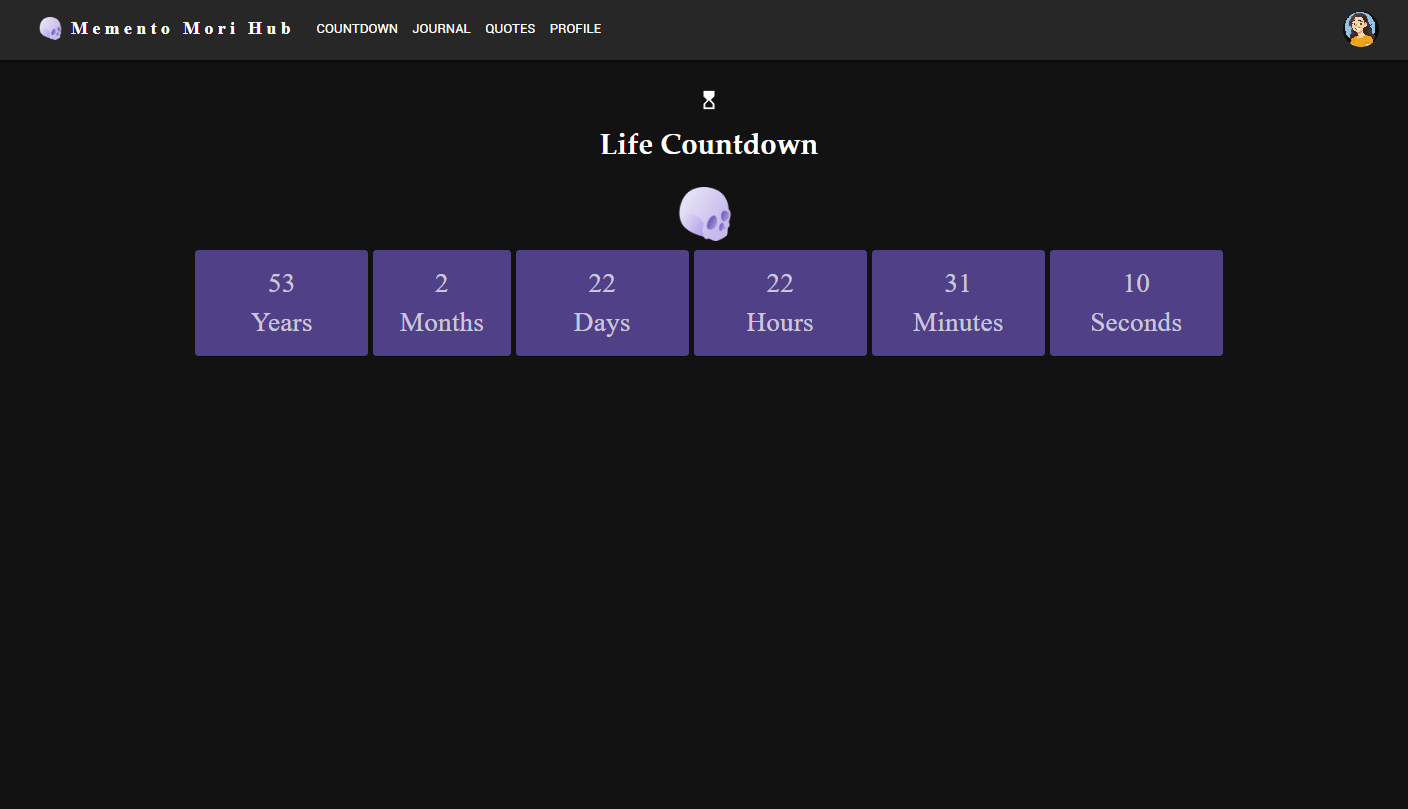 Memento Mori Hub COUNTDOWN JOURNAL QUOTES PROFILE
Life Countdown
53 2 22 22 31 10
Years Months Days Hours Minutes Seconds